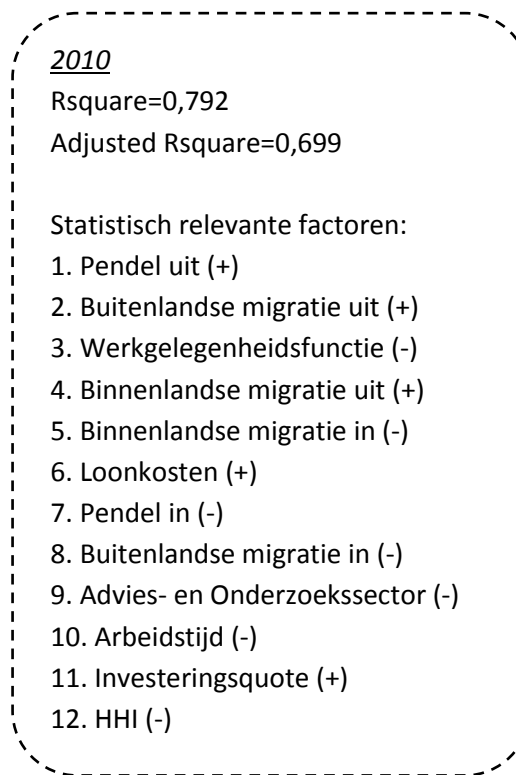 2010
Rsquare=0,792
Adjusted Rsquare=0,699
Statistisch relevante factoren:
1. Pendel uit (+)
2. Buitenlandse migratie uit (+)
3. Werkgelegenheidsfunctie (-)
4. Binnenlandse migratie uit (+)
5. Binnenlandse migratie in (-)
6. Loonkosten (+)
7. Pendel in (-)
8. Buitenlandse migratie in (-)
9. Advies- en Onderzoekssector (-)
10. Arbeidstijd (-)
11. Investeringsquote (+)
12. HHI (-)